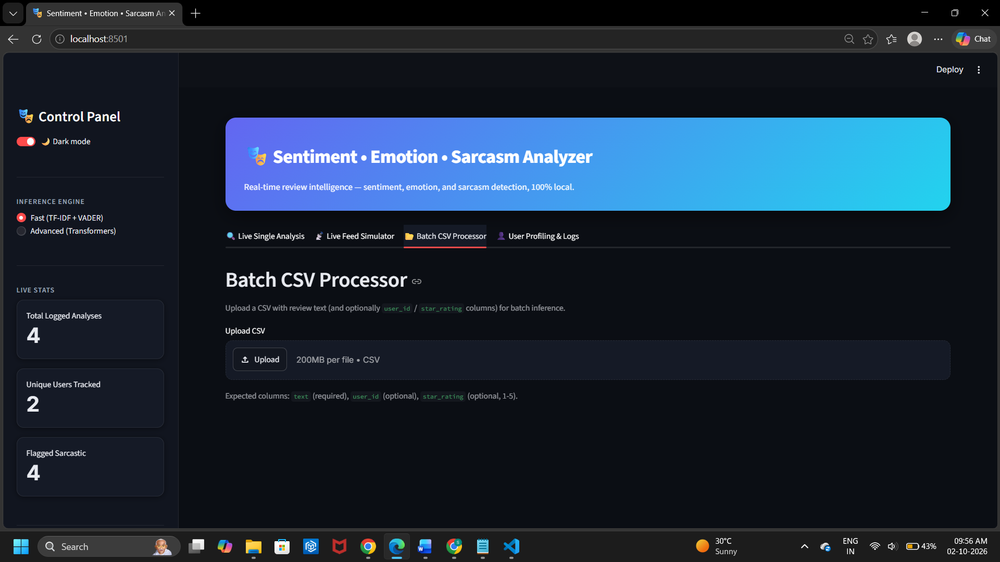 Sentiment • Emotion • Sarcasm An
localhost:8501
Chat
Deploy
Control Panel
Dark mode
INFERENCE ENGINE
Fast (TF-IDF + VADER)
Advanced (Transformers)
LIVE STATS
Total Logged Analyses
4
Unique Users Tracked
2
Flagged Sarcastic
4
Sentiment • Emotion • Sarcasm Analyzer
Real-time review intelligence — sentiment, emotion, and sarcasm detection, 100% local.
Live Single Analysis Live Feed Simulator Batch CSV Processor User Profiling & Logs
Batch CSV Processor
Upload a CSV with review text (and optionally user_id / star_rating columns) for batch inference.
Upload CSV
Upload 200MB per file • CSV
Expected columns: text (required), user_id (optional), star_rating (optional, 1-5).
Search
30°C
Sunny
ENG
IN
43%
09:56 AM
02-10-2026